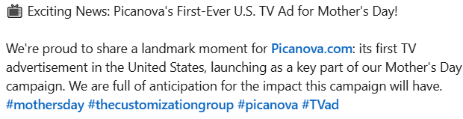 📺 Exciting News: Picanova's First-Ever U.S. TV Ad for Mother's Day!
We're proud to share a landmark moment for Picanova.com: its first TV
advertisement in the United States, launching as a key part of our Mother's Day
campaign. We are full of anticipation for the impact this campaign will have.
#mothersday #thecustomizationgroup #picanova #TVad